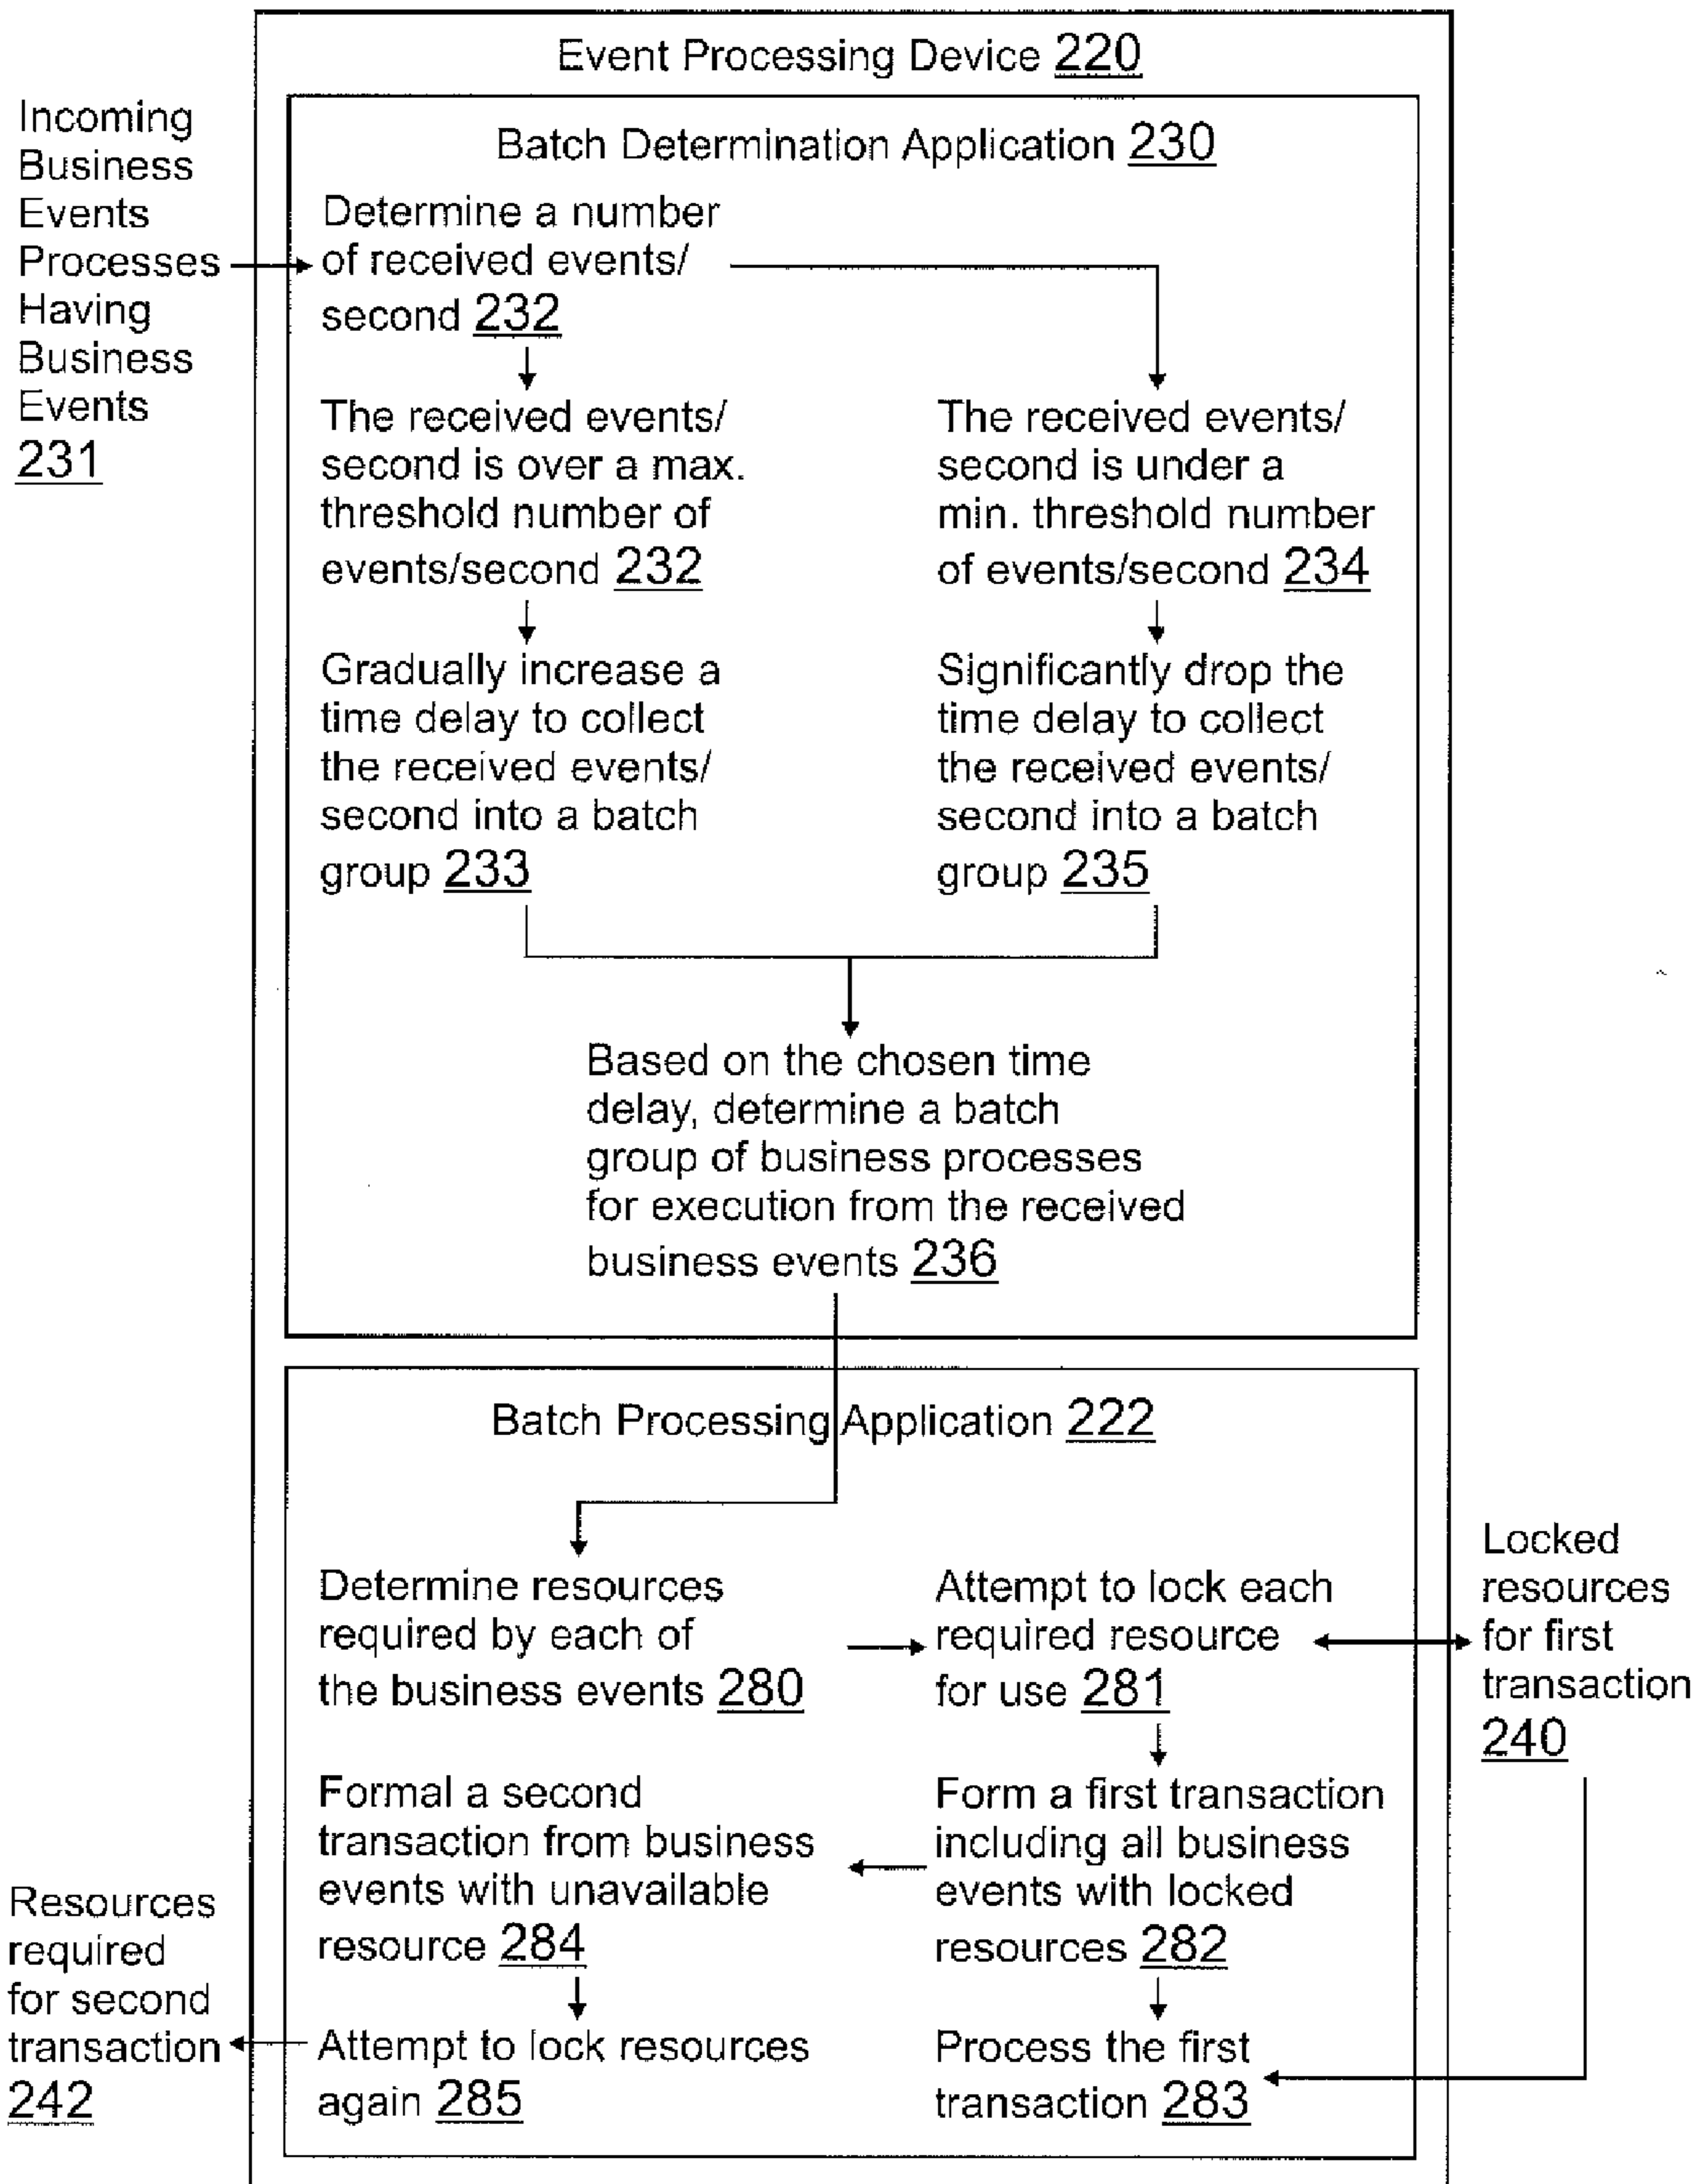 Event Processing Device 220
Incoming
Business
Events
Processes
Having
Business
Events
231
Batch Determination Application 230
Determine a number
of received events/
second 232
The received events/
second is over a max.
threshold number of
events/second 232
The received events/
second is under a
min. threshold number
of events/second 234
Gradually increase a
time delay to collect
the received events/
second into a batch
group 233
Significantly drop the
time delay to collect
the received events/
second into a batch
group 235
Based on the chosen time
delay, determine a batch
group of business processes
for execution from the received
business events 236
Batch Processing Application 222
Determine resources
required by each of
the business events 280
Attempt to lock each
required resource
for use 281
Locked
resources
for first
transaction
240
Form a first transaction
including all business
events with locked
resources 282
Formal a second
transaction from business
events with unavailable
resource 284
Process the first
transaction 283
Attempt to lock resources
again 285
Resources
required
for second
transaction
242